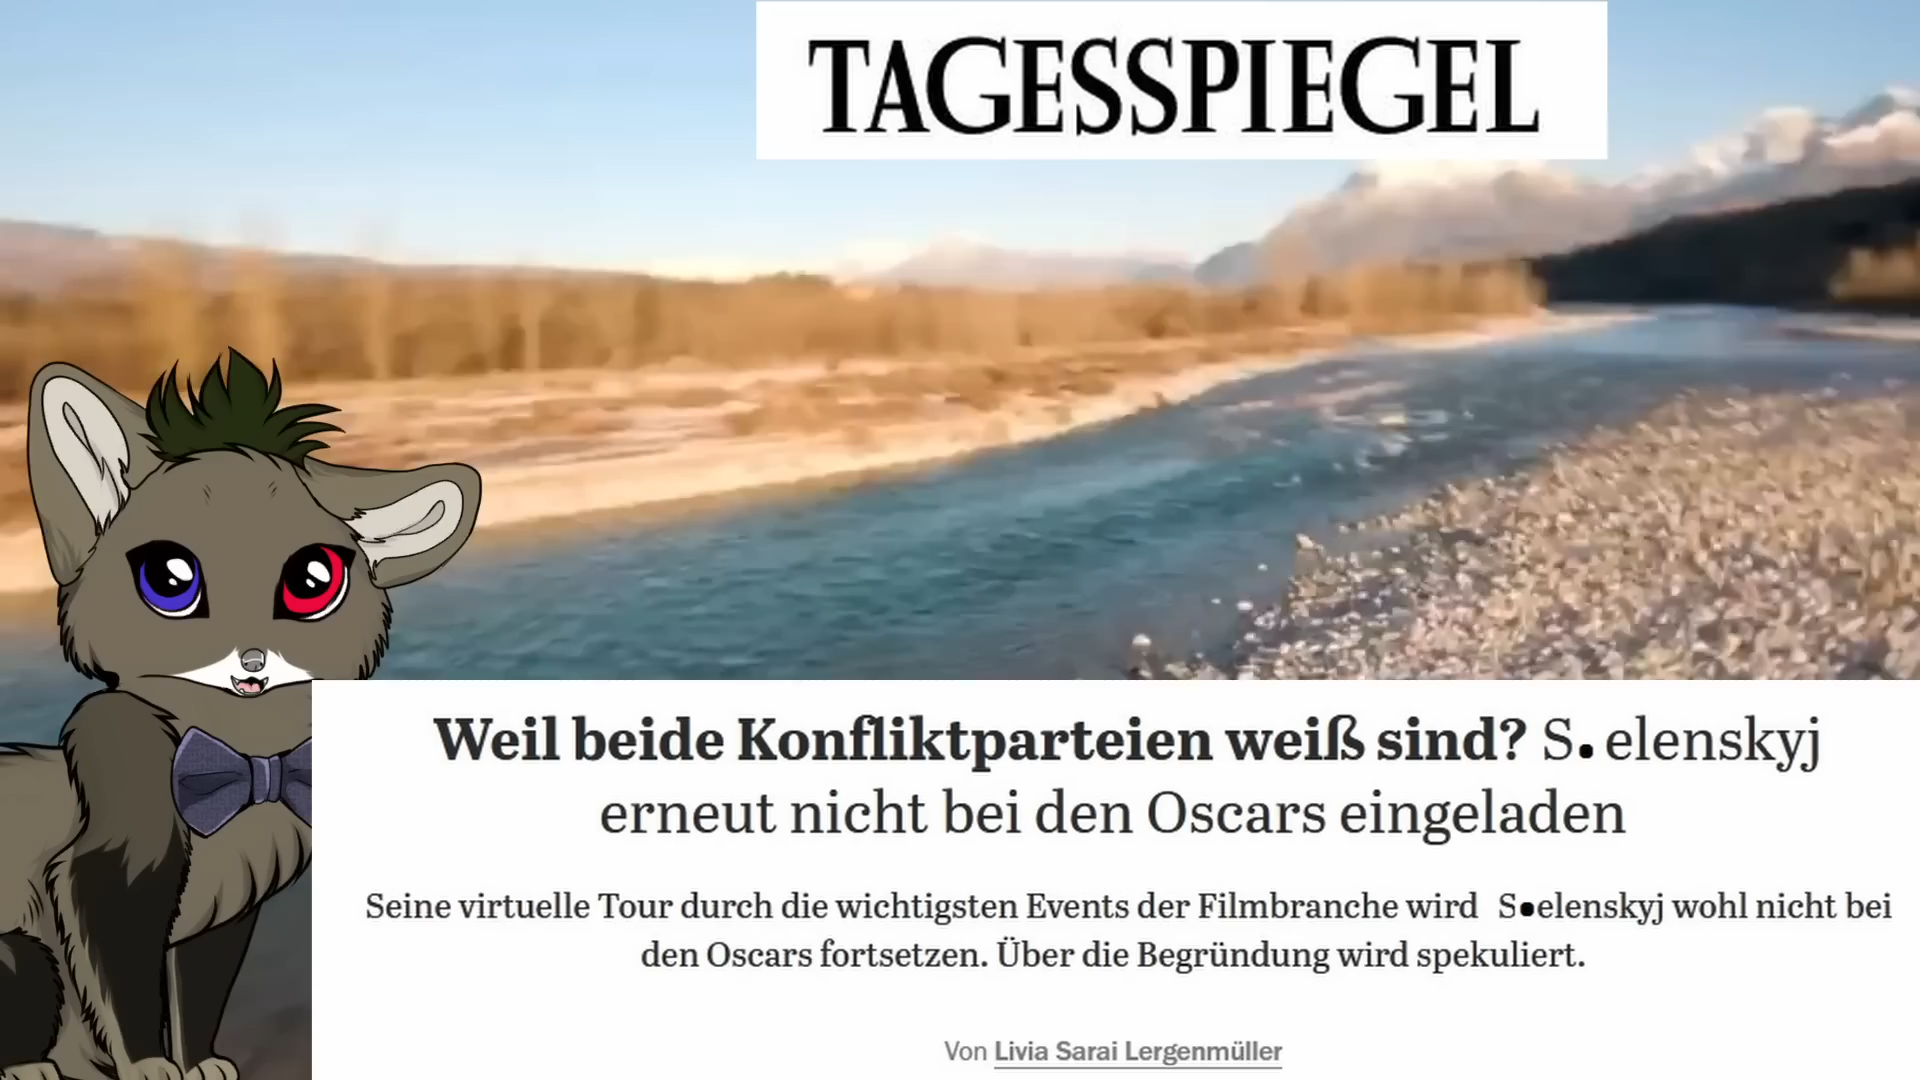 TAGESSPIEGEL
Weil beide Konfliktparteien weiß sind? S•elenskyj
erneut nicht bei den Oscars eingeladen
Seine virtuelle Tour durch die wichtigsten Events der Filmbranche wird S•elenskyj wohl nicht bei
den Oscars fortsetzen. Über die Begründung wird spekuliert.
Von Livia Sarai Lergenmüller